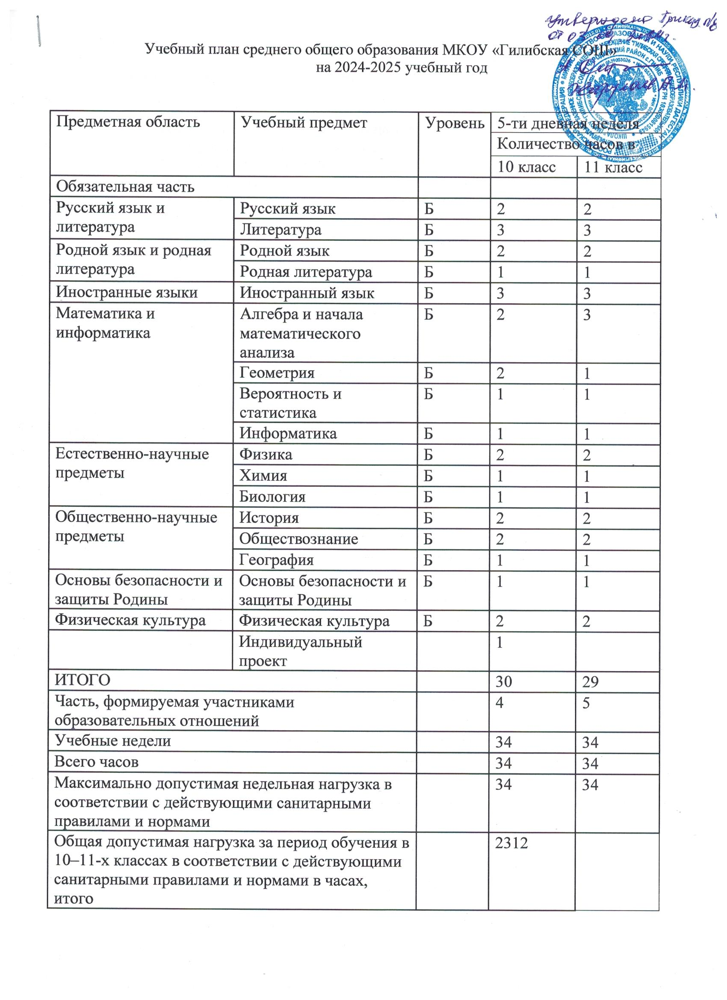 Утверждено Приказ №8
Учебный план среднего общего образования МКОУ «Гилибская СОШ»
на 2024-2025 учебный год
Предметная область Учебный предмет Уровень 5-ти дневная неделя
Количество часов в
10 класс 11 класс
Обязательная часть
Русский язык и литература Русский язык Б 2 2
Литература Б 3 3
Родной язык и родная литература Родной язык Б 2 2
Родная литература Б 1 1
Иностранные языки Иностранный язык Б 3 3
Математика и информатика Алгебра и начала математического анализа Б 2 3
Геометрия Б 2 1
Вероятность и статистика Б 1 1
Информатика Б 1 1
Естественно-научные предметы Физика Б 2 2
Химия Б 1 1
Биология Б 1 1
Общественно-научные предметы История Б 2 2
Обществознание Б 2 2
География Б 1 1
Основы безопасности и защиты Родины Основы безопасности и защиты Родины Б 1 1
Физическая культура Физическая культура Б 2 2
Индивидуальный проект 1
ИТОГО 30 29
Часть, формируемая участниками
образовательных отношений 4 5
Учебные недели 34 34
Всего часов 34 34
Максимально допустимая недельная нагрузка в 34 34
соответствии с действующими санитарными
правилами и нормами
Общая допустимая нагрузка за период обучения в 2312
10–11-х классах в соответствии с действующими
санитарными правилами и нормами в часах,
итого